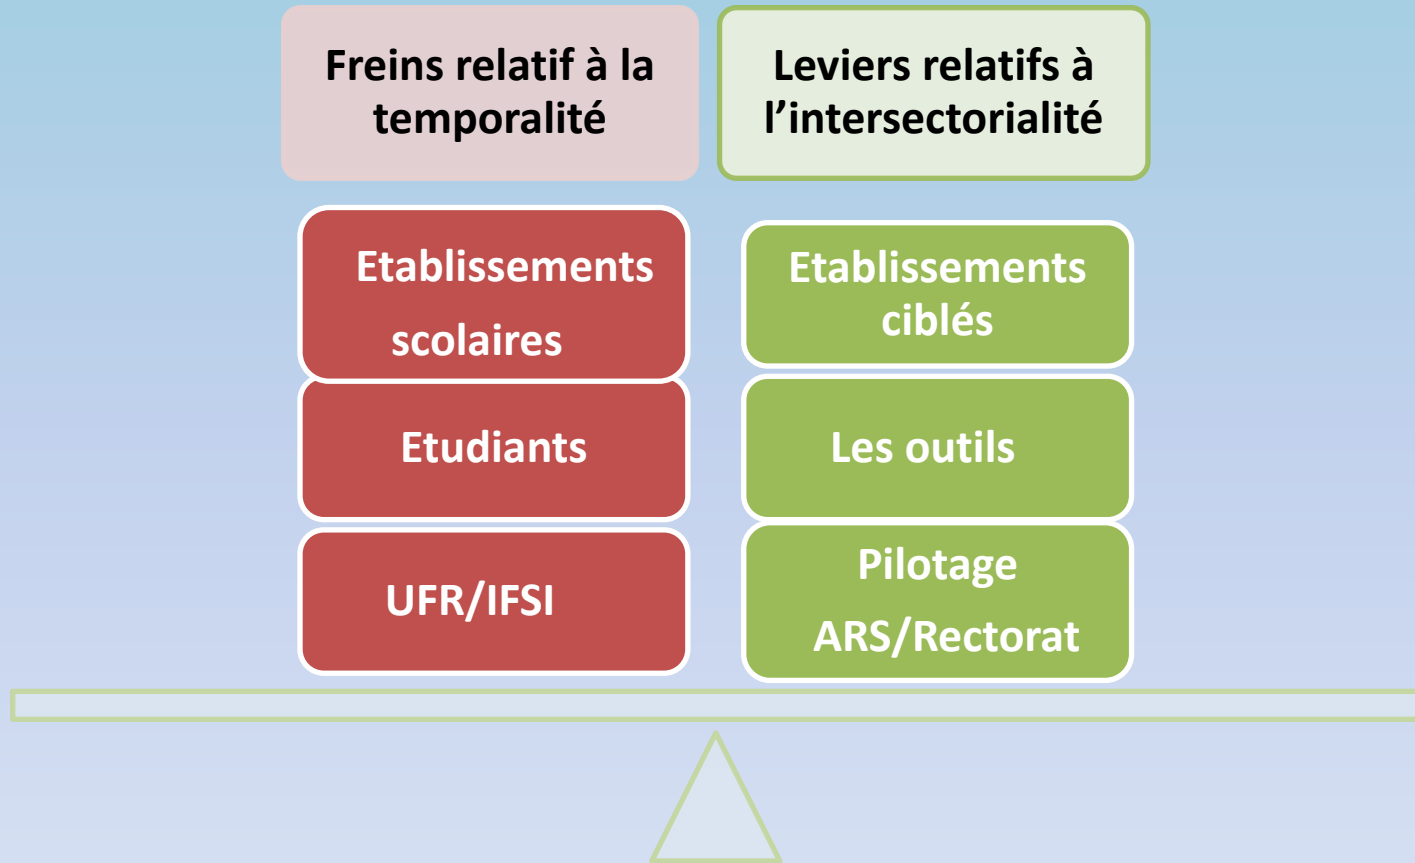 Freins relatif à la
temporalité
Leviers relatifs à
l’intersectorialité
Etablissements
scolaires
Etudiants
UFR/IFSI
Etablissements
ciblés
Les outils
Pilotage
ARS/Rectorat